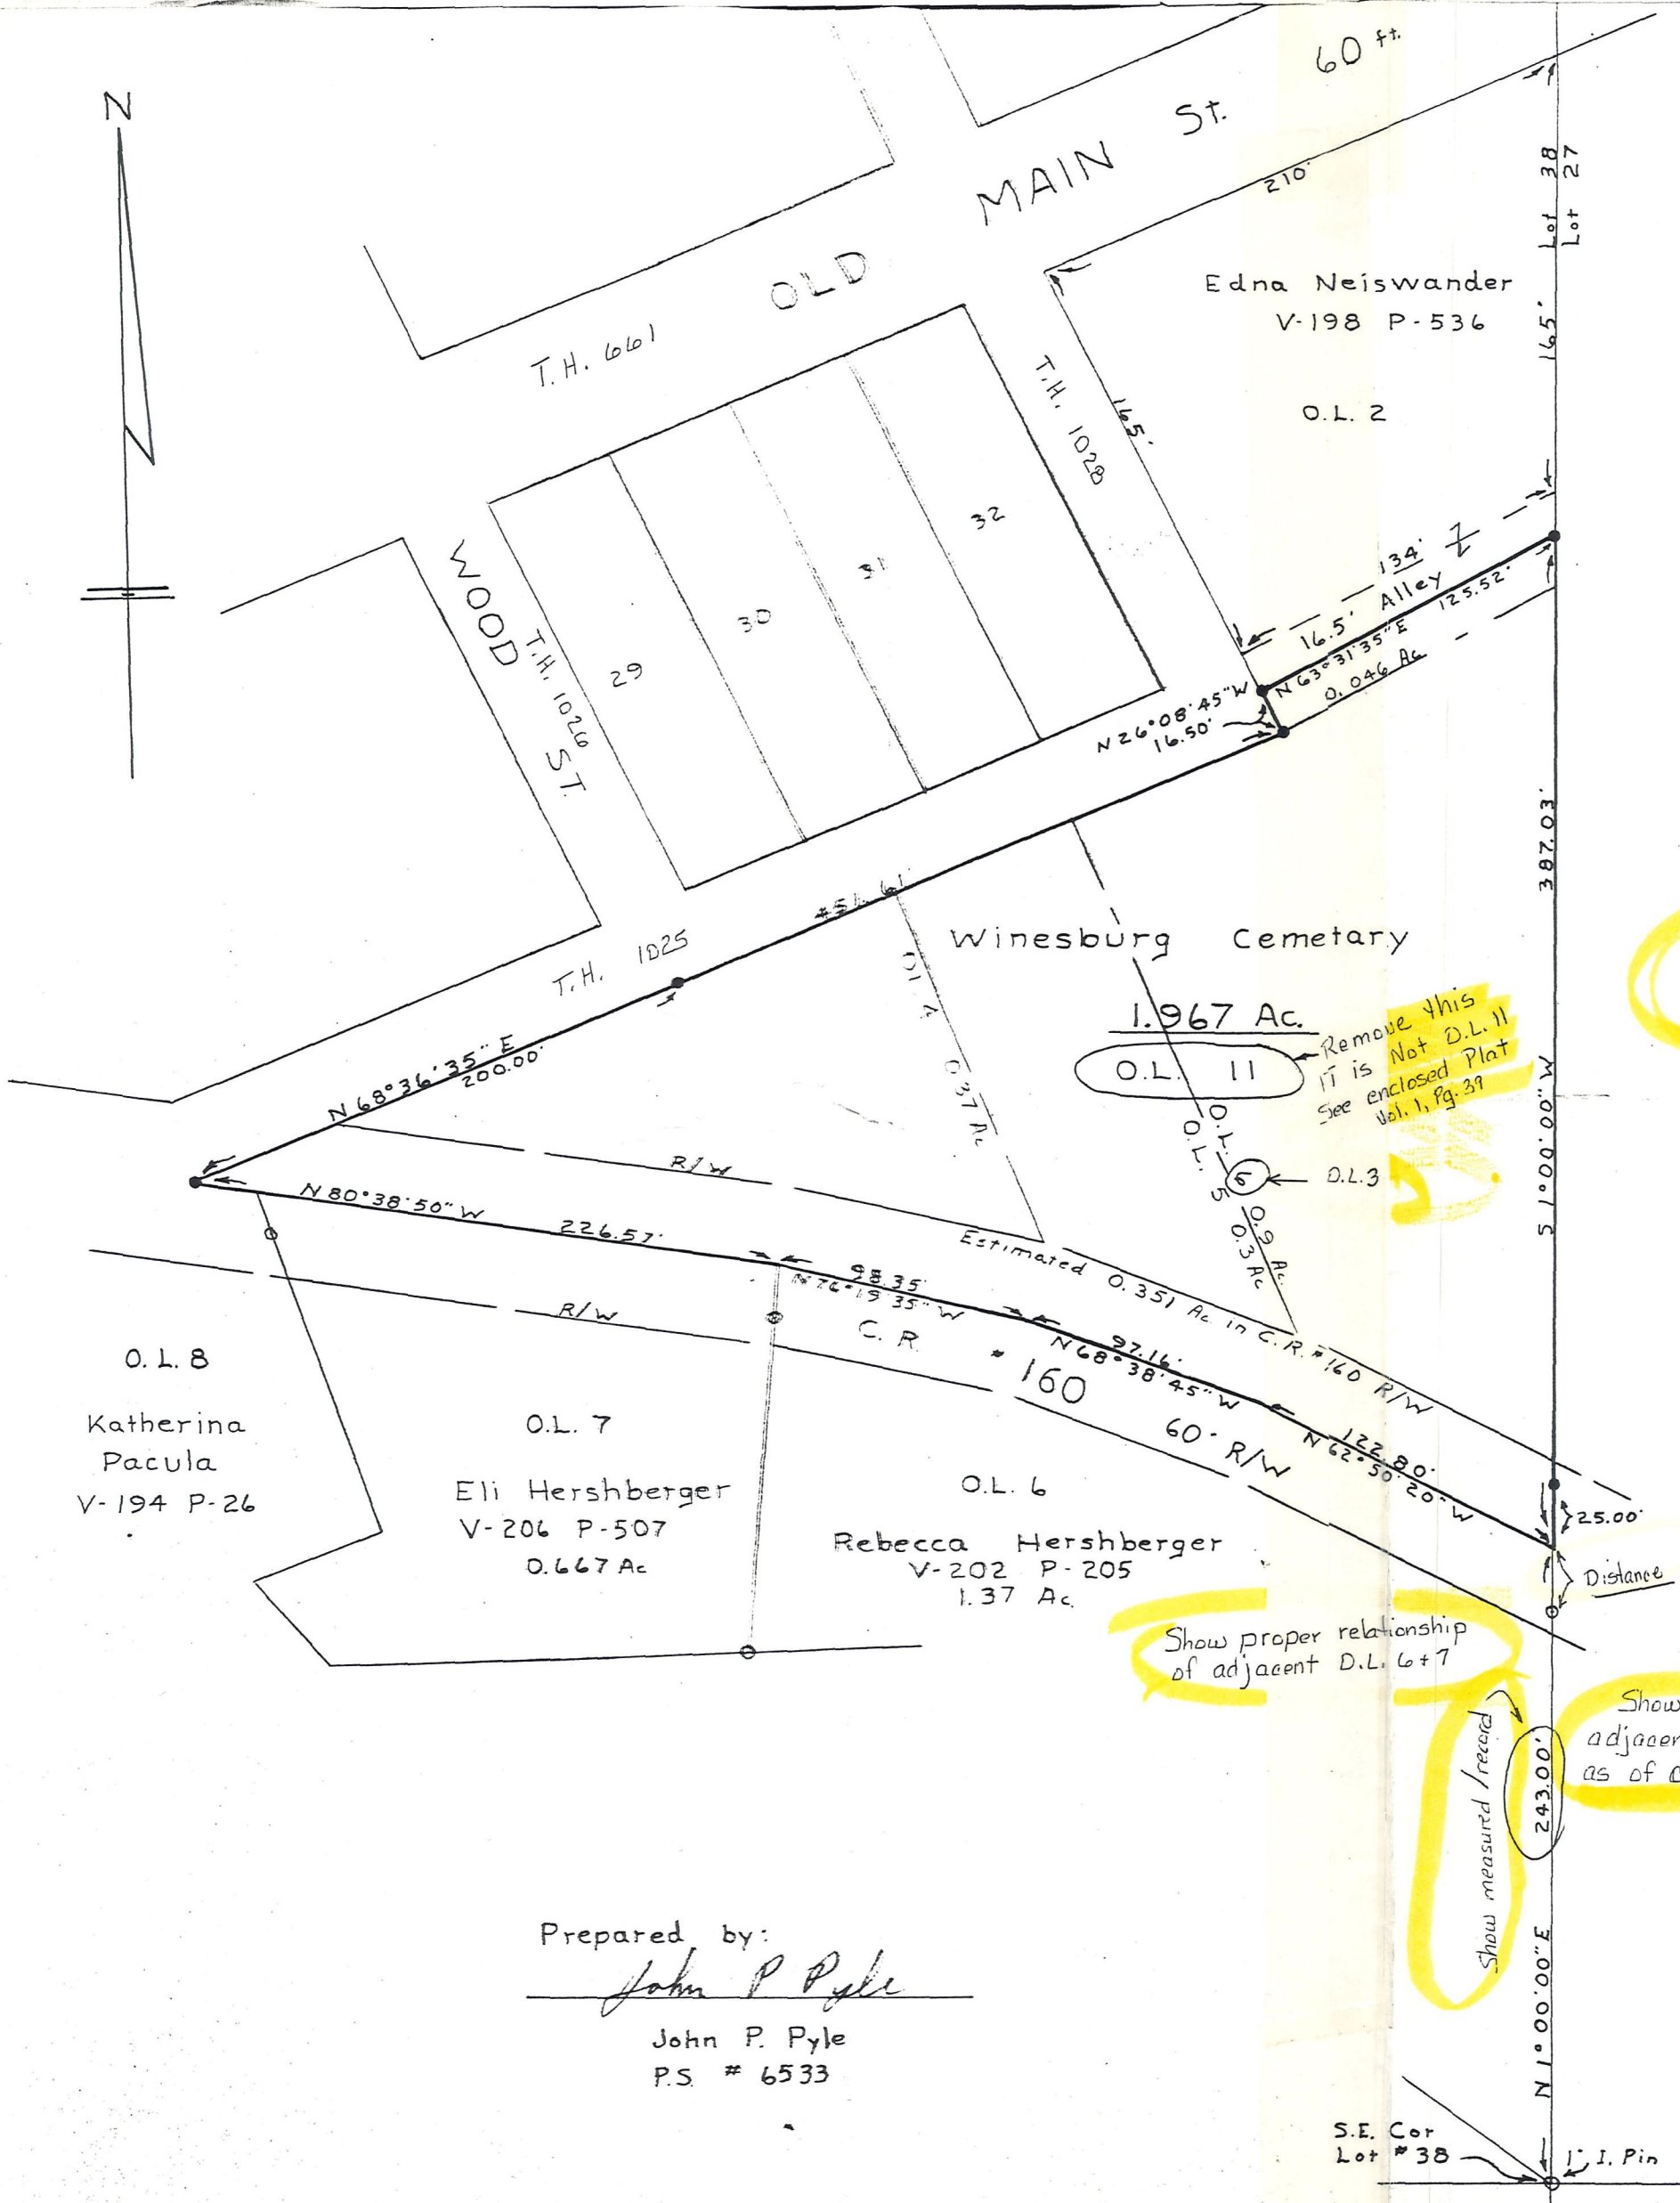 N
60 ft.
OLD MAIN St.
210'
Lot 38
Lot 27
T.H. 661
Edna Neiswander
V-198 P-536
O.L. 2
165'
T.H. 1028
165'
WOOD ST.
T.H. 1026
29
30
31
32
134'
16.5' Alley
N 63°31'35" E
125.52'
0.046 Ac
N 26°08'45" W
16.50'
387.03'
S 1°00'00" W
451.61'
T.H. 1025
Winesburg Cemetary
1.967 Ac.
O.L. 11
Remove this
IT is Not O.L. 11
See enclosed Plat
Vol. 1, Pg. 39
OL 4
0.37 Ac
N 68°36'35" E
200.00'
O.L. 6
O.L. 5
O.L.3
0.9 Ac.
0.3 Ac
R/W
N 80°38'50" W
226.57'
Estimated 0.351 Ac in C.R. #160 R/W
98.35'
N 76°19'35" W
R/W
C. R. # 160
97.16'
N 68°38'45" W
60' R/W
122.80'
N 62°50'20" W
25.00'
Distance
O.L. 8
Katherina
Pacula
V-194 P-26
O.L. 7
Eli Hershberger
V-206 P-507
0.667 Ac
O.L. 6
Rebecca Hershberger
V-202 P-205
1.37 Ac.
Show proper relationship
of adjacent O.L. 6+7
Show measured/record
243.00'
Show
adjacen
as of
N 1°00'00" E
Prepared by:
John P Pyle
John P. Pyle
P.S. # 6533
S.E. Cor
Lot #38
1" I. Pin